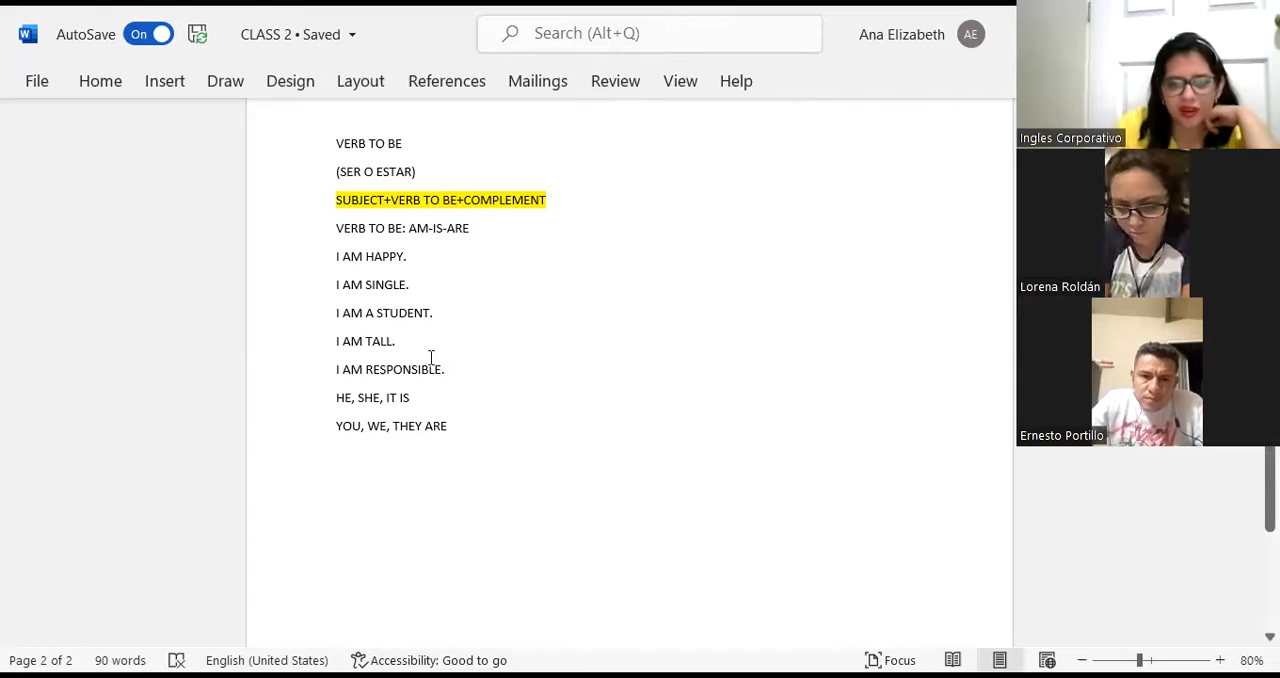 AutoSave On CLASS 2 • Saved Search (Alt+Q) Ana Elizabeth AE
File Home Insert Draw Design Layout References Mailings Review View Help
VERB TO BE
(SER O ESTAR)
SUBJECT+VERB TO BE+COMPLEMENT
VERB TO BE: AM-IS-ARE
I AM HAPPY.
I AM SINGLE.
I AM A STUDENT.
I AM TALL.
I AM RESPONSIBLE.
HE, SHE, IT IS
YOU, WE, THEY ARE
Ingles Corporativo
Lorena Roldán
Ernesto Portillo
Page 2 of 2 90 words English (United States) Accessibility: Good to go Focus 80%